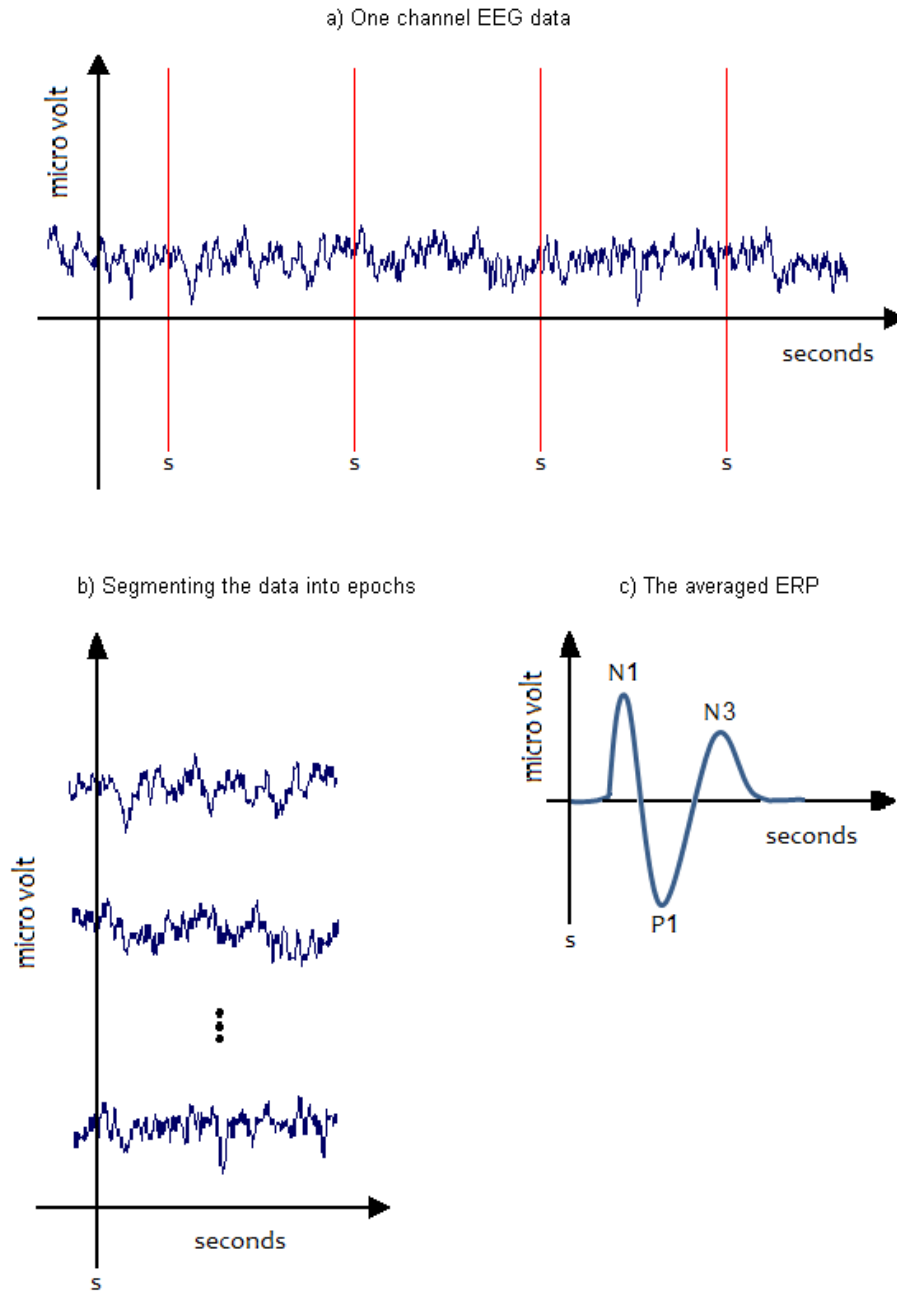 a) One channel EEG data
micro volt
seconds
s s s s
b) Segmenting the data into epochs
micro volt
seconds
s
c) The averaged ERP
micro volt
N1
N3
seconds
P1
s